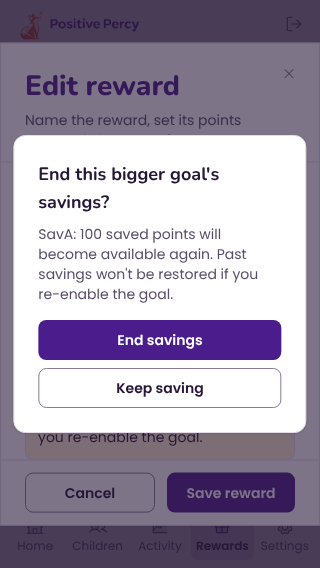 Positive Percy
Edit reward
Name the reward, set its points
End this bigger goal's
savings?
SavA: 100 saved points will
become available again. Past
savings won't be restored if you
re-enable the goal.
End savings
Keep saving
you re-enable the goal.
Cancel
Save reward
Home
Children
Activity
Rewards
Settings